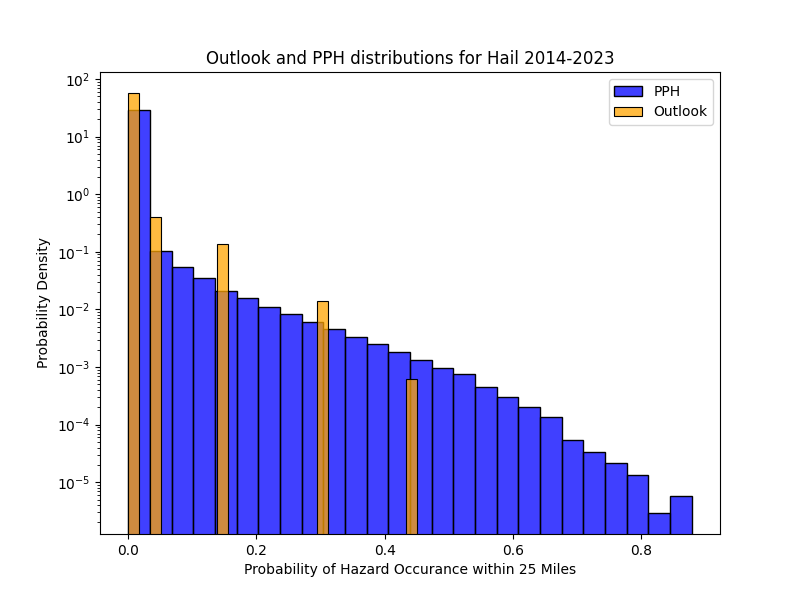 Outlook and PPH distributions for Hail 2014-2023
PPH
Outlook
10²
10¹
10⁰
10⁻¹
10⁻²
10⁻³
10⁻⁴
10⁻⁵
Probability Density
0.0 0.2 0.4 0.6 0.8
Probability of Hazard Occurance within 25 Miles